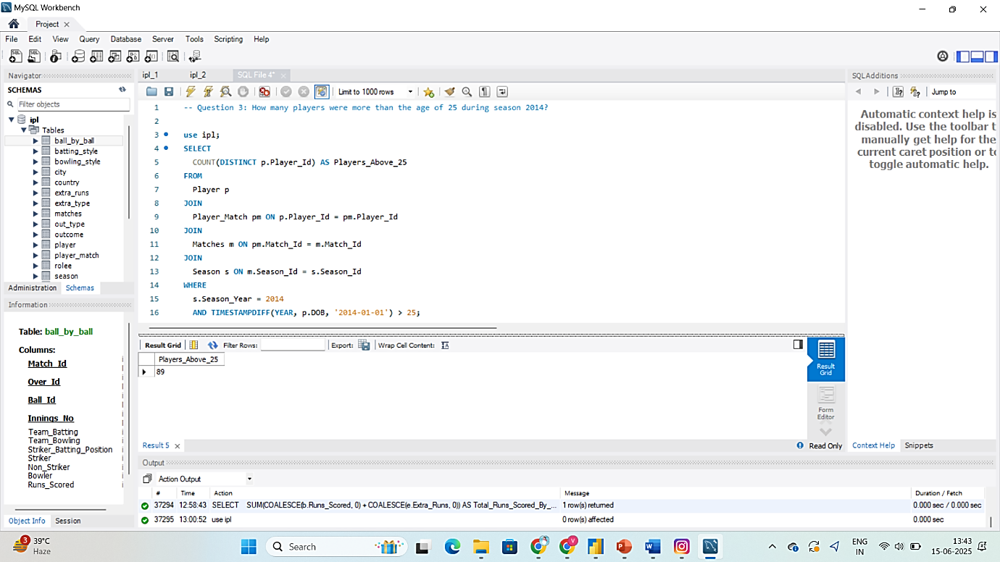 MySQL Workbench
Project
File Edit View Query Database Server Tools Scripting Help
Navigator
SCHEMAS
Filter objects
ipl
Tables
ball_by_ball
batting_style
bowling_style
city
country
extra_runs
extra_type
matches
out_type
outcome
player
player_match
rolee
season
Administration Schemas
Information
Table: ball_by_ball
Columns:
Match_Id
Over_Id
Ball_Id
Innings_No
Team_Batting
Team_Bowling
Striker_Batting_Position
Striker
Non_Striker
Bowler
Runs_Scored
Object Info Session
ipl_1 ipl_2 SQL File 4*
Limit to 1000 rows
1 -- Question 3: How many players were more than the age of 25 during season 2014?
2
3 use ipl;
4 SELECT
5 COUNT(DISTINCT p.Player_Id) AS Players_Above_25
6 FROM
7 Player p
8 JOIN
9 Player_Match pm ON p.Player_Id = pm.Player_Id
10 JOIN
11 Matches m ON pm.Match_Id = m.Match_Id
12 JOIN
13 Season s ON m.Season_Id = s.Season_Id
14 WHERE
15 s.Season_Year = 2014
16 AND TIMESTAMPDIFF(YEAR, p.DOB, '2014-01-01') > 25;
Result Grid Filter Rows: Export: Wrap Cell Content:
Players_Above_25
89
Result Grid
Form Editor
Result 5
Read Only
SQLAdditions
Jump to
Automatic context help is
disabled. Use the toolbar t
manually get help for the
current caret position or to
toggle automatic help.
Context Help Snippets
Output
Action Output
# Time Action Message Duration / Fetch
37294 12:58:43 SELECT SUM(COALESCE(b.Runs_Scored, 0) + COALESCE(e.Extra_Runs, 0)) AS Total_Runs_Scored_By_... 1 row(s) returned 0.000 sec / 0.000 sec
37295 13:00:52 use ipl 0 row(s) affected 0.000 sec
3
39°C
Haze
Search
V
ENG
IN
13:43
15-06-2025